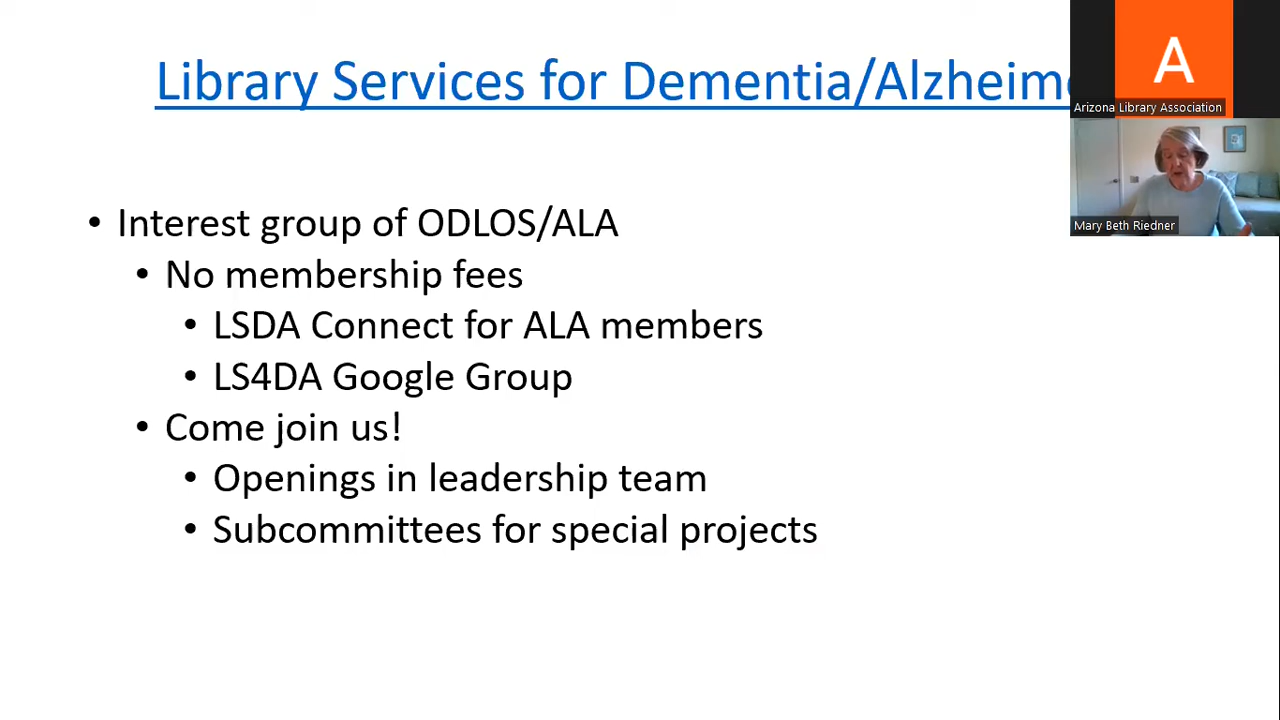 Library Services for Dementia/Alzheime
A
Arizona Library Association
Mary Beth Riedner
• Interest group of ODLOS/ALA
• No membership fees
• LSDA Connect for ALA members
• LS4DA Google Group
• Come join us!
• Openings in leadership team
• Subcommittees for special projects